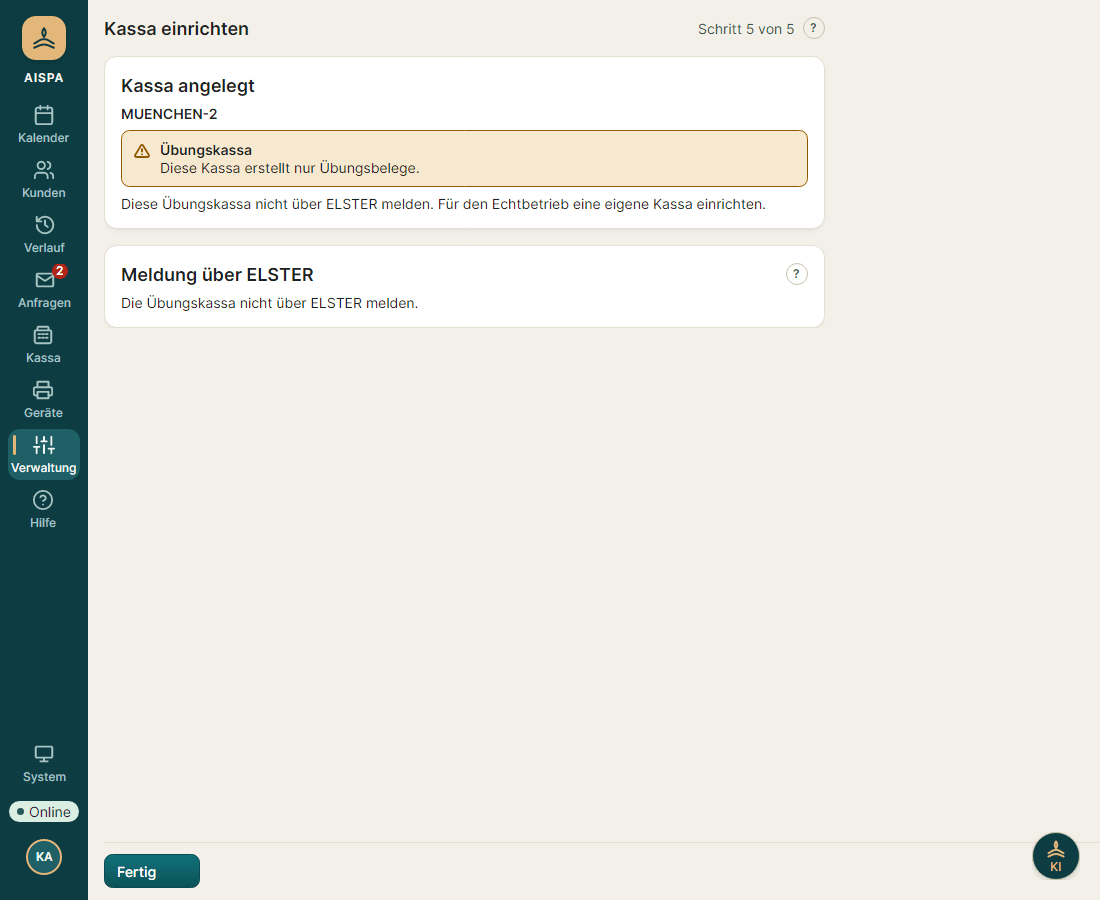 AISPA
Kalender
Kunden
Verlauf
2
Anfragen
Kassa
Geräte
Verwaltung
Hilfe
System
Online
KA
Kassa einrichten
Schritt 5 von 5
?
Kassa angelegt
MUENCHEN-2
Übungskassa
Diese Kassa erstellt nur Übungsbelege.
Diese Übungskassa nicht über ELSTER melden. Für den Echtbetrieb eine eigene Kassa einrichten.
Meldung über ELSTER
?
Die Übungskassa nicht über ELSTER melden.
Fertig
KI